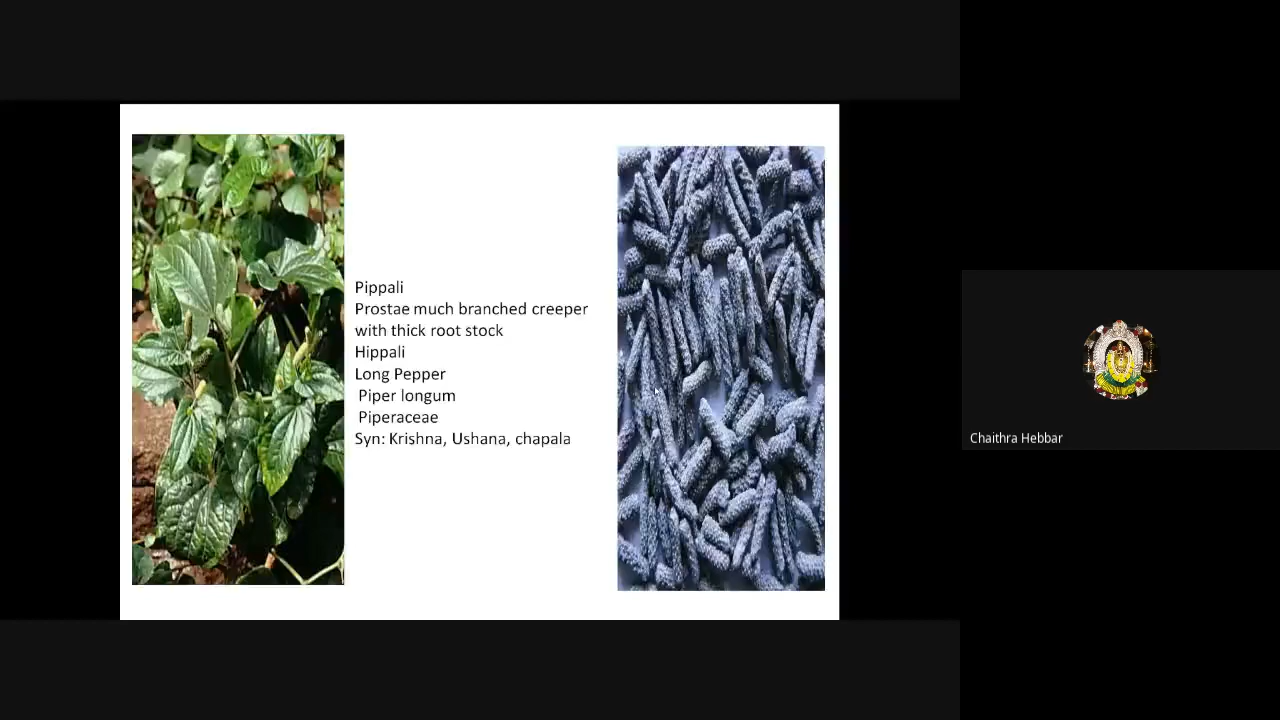 Pippali
Prostae much branched creeper
with thick root stock
Hippali
Long Pepper
Piper longum
Piperaceae
Syn: Krishna, Ushana, chapala
Chaithra Hebbar